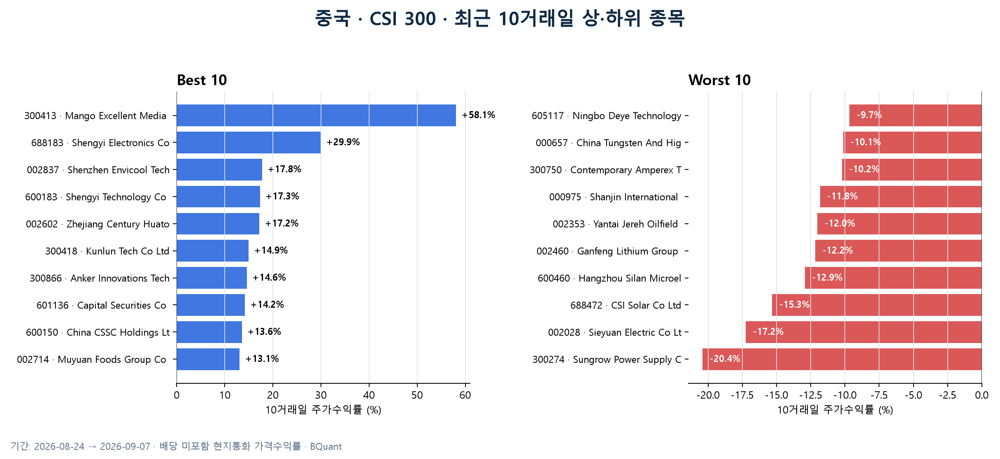 중국 · CSI 300 · 최근 10거래일 상·하위 종목
Best 10
300413 · Mango Excellent Media +58.1%
688183 · Shengyi Electronics Co +29.9%
002837 · Shenzhen Envicool Tech +17.8%
600183 · Shengyi Technology Co +17.3%
002602 · Zhejiang Century Huato +17.2%
300418 · Kunlun Tech Co Ltd +14.9%
300866 · Anker Innovations Tech +14.6%
601136 · Capital Securities Co +14.2%
600150 · China CSSC Holdings Lt +13.6%
002714 · Muyuan Foods Group Co +13.1%
0 10 20 30 40 50 60
10거래일 주가수익률 (%)
Worst 10
605117 · Ningbo Deye Technology -9.7%
000657 · China Tungsten And Hig -10.1%
300750 · Contemporary Amperex T -10.2%
000975 · Shanjin International -11.8%
002353 · Yantai Jereh Oilfield -12.0%
002460 · Ganfeng Lithium Group -12.2%
600460 · Hangzhou Silan Microel -12.9%
688472 · CSI Solar Co Ltd -15.3%
002028 · Sieyuan Electric Co Lt -17.2%
300274 · Sungrow Power Supply C -20.4%
-20.0 -17.5 -15.0 -12.5 -10.0 -7.5 -5.0 -2.5 0.0
10거래일 주가수익률 (%)
기간: 2026-08-24 → 2026-09-07 · 배당 미포함 현지통화 가격수익률 · BQuant